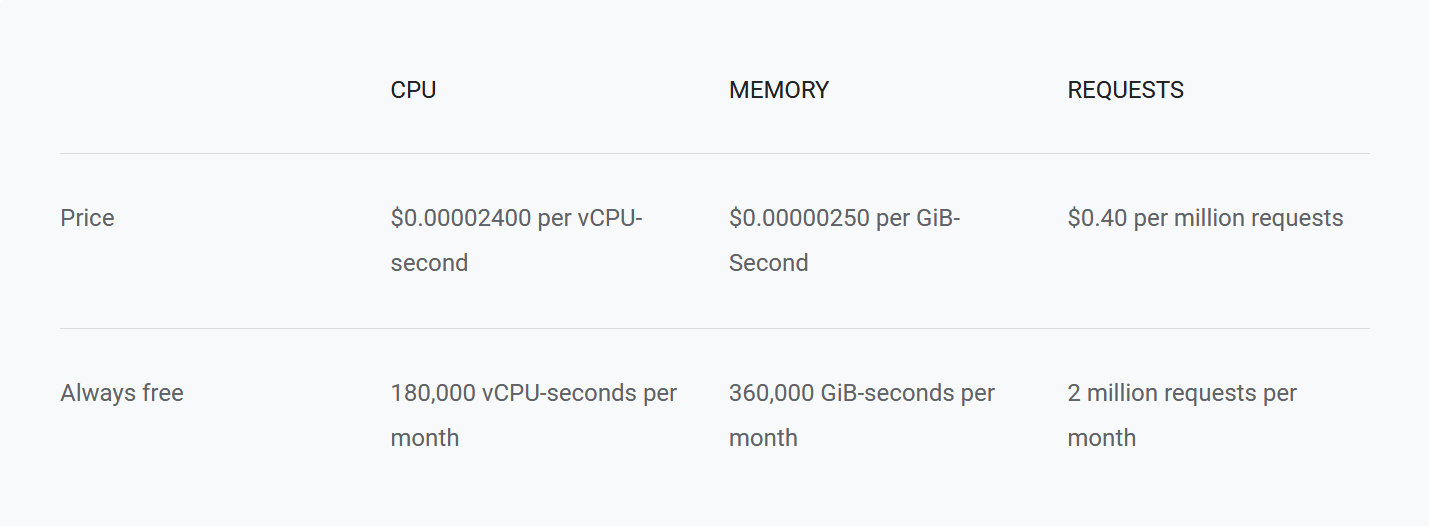 CPU MEMORY REQUESTS
Price $0.00002400 per vCPU- $0.00000250 per GiB- $0.40 per million requests
second Second
Always free 180,000 vCPU-seconds per 360,000 GiB-seconds per 2 million requests per
month month month